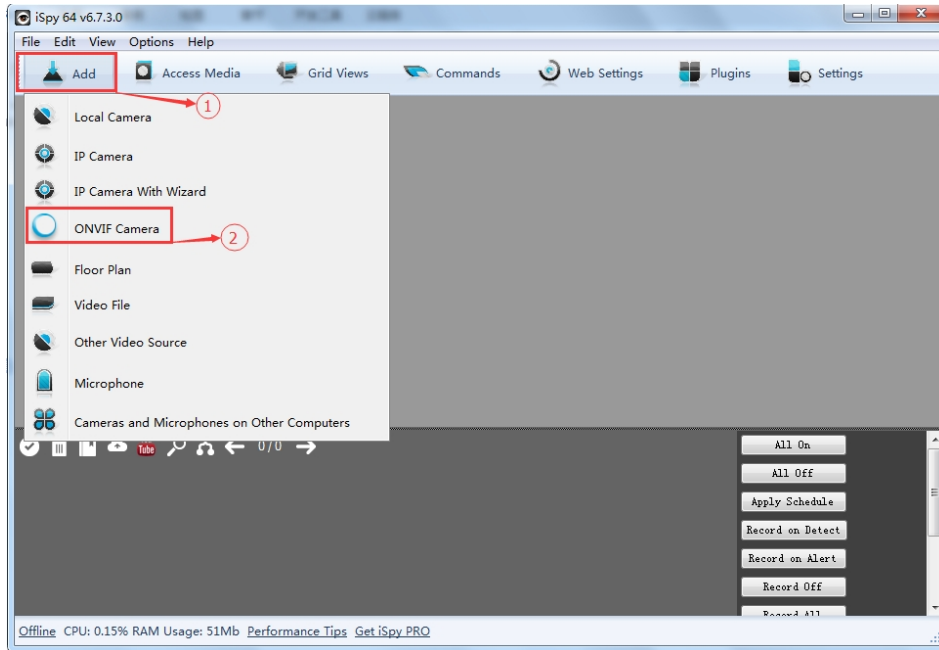 iSpy 64 v6.7.3.0
File Edit View Options Help
Add Access Media Grid Views Commands Web Settings Plugins Settings
1
Local Camera
IP Camera
IP Camera With Wizard
ONVIF Camera
2
Floor Plan
Video File
Other Video Source
Microphone
Cameras and Microphones on Other Computers
Tube 0/0
All On
All Off
Apply Schedule
Record on Detect
Record on Alert
Record Off
Record All
Offline CPU: 0.15% RAM Usage: 51Mb Performance Tips Get iSpy PRO